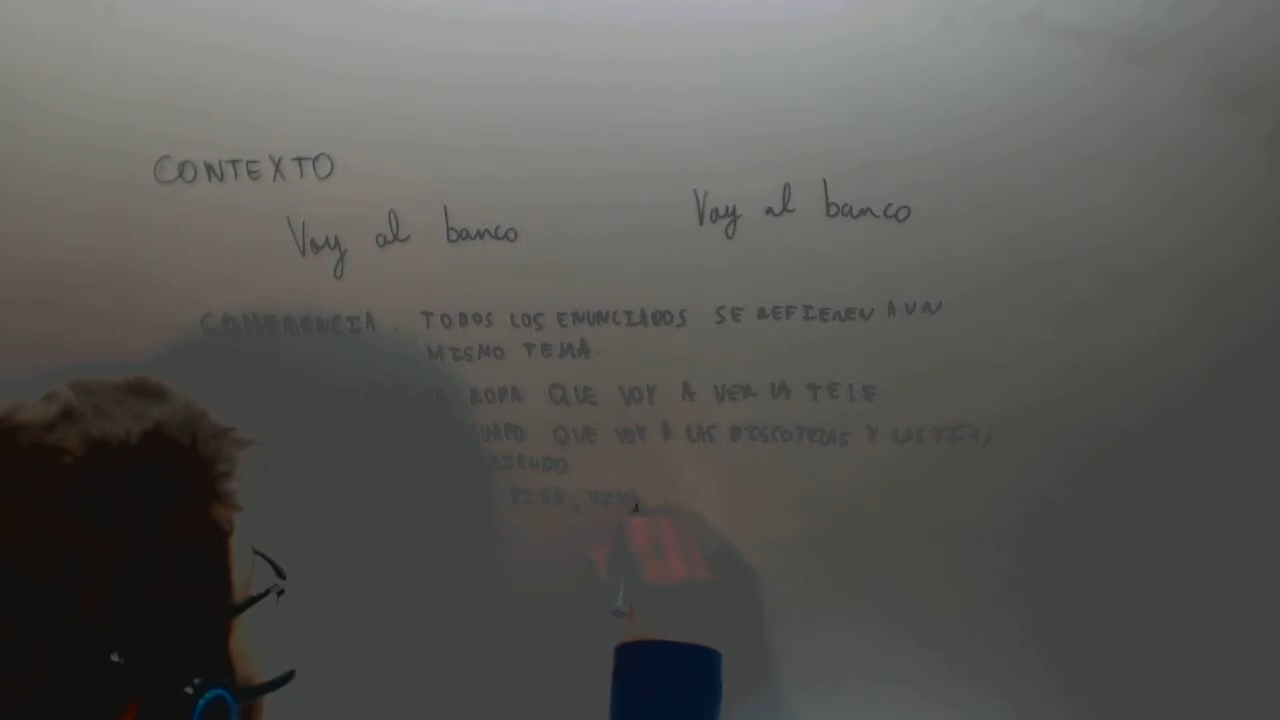 CONTEXTO
Voy al banco
Voy al banco
COHERENCIA. TODOS LOS ENUNCIADOS SE REFIEREN A UN
MISMO TEMA.
QUE VOY A VER LA TELE
QUE VOY A LAS DISCOTECAS Y